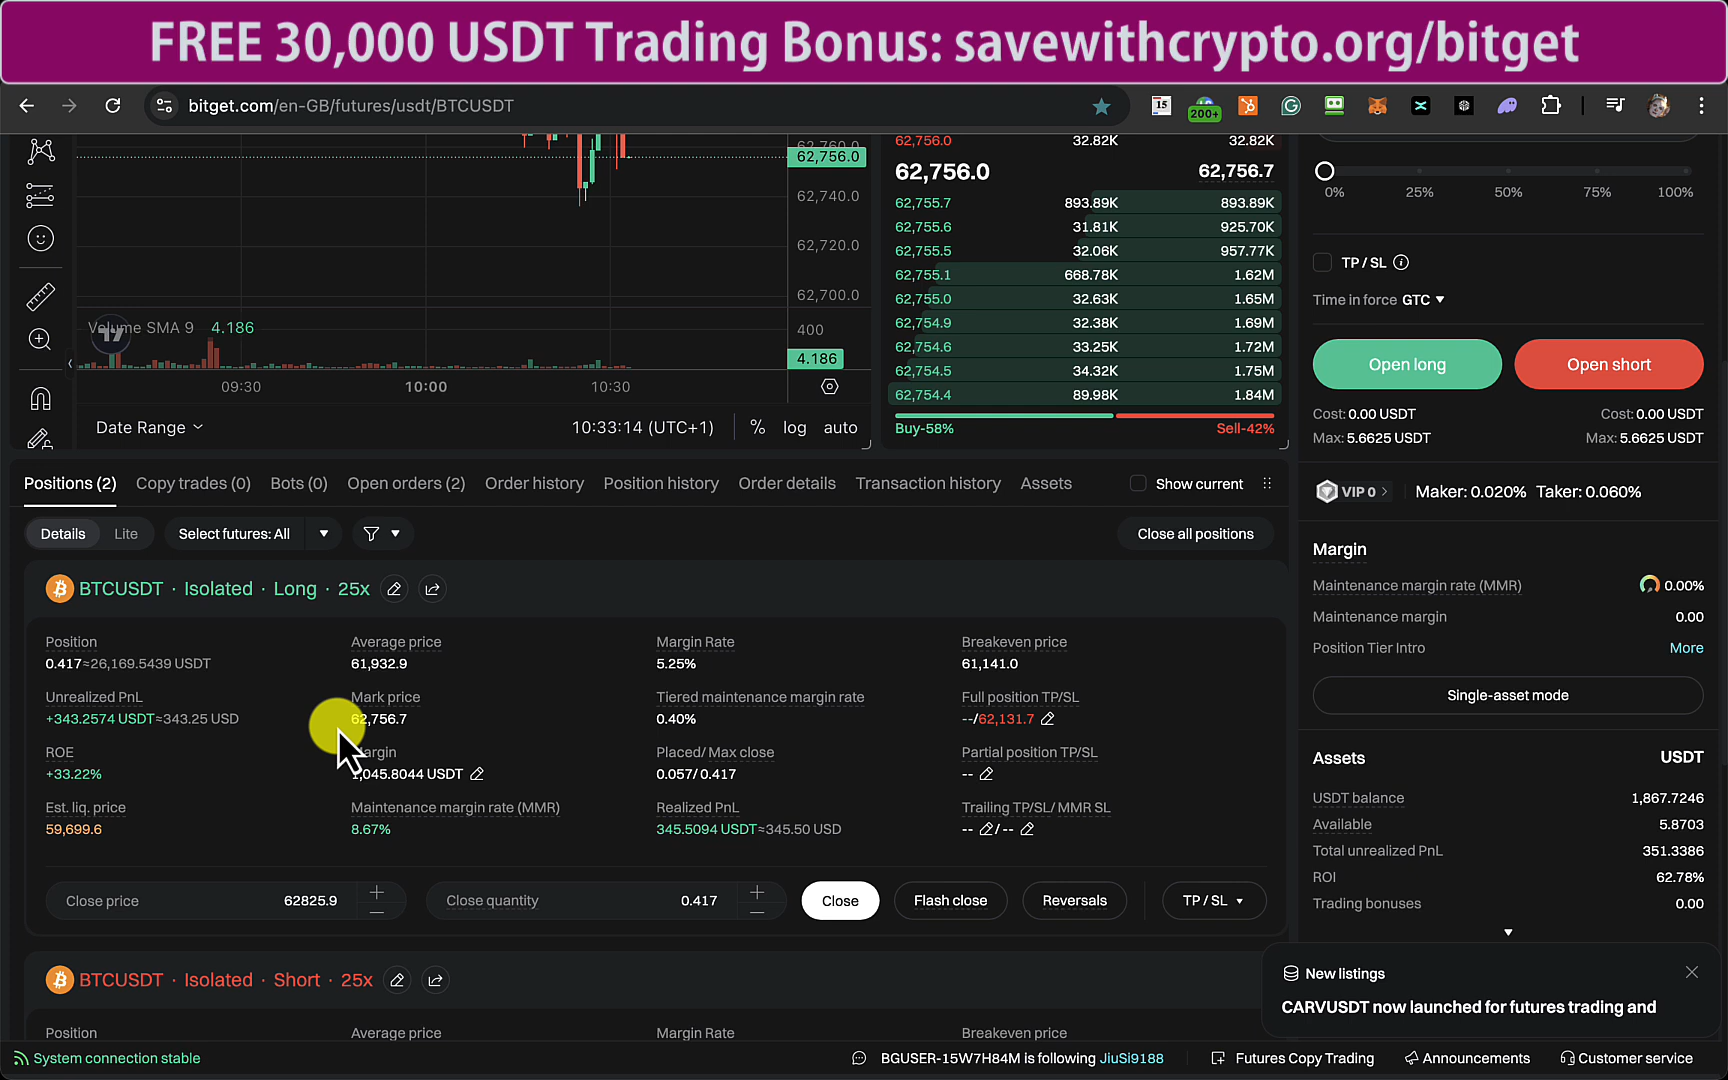 FREE 30,000 USDT Trading Bonus: savewithcrypto.org/bitget
bitget.com/en-GB/futures/usdt/BTCUSDT
15
200+
62,760.0
62,756.0
62,740.0
62,720.0
62,700.0
Volume SMA 9 4.186
400
4.186
09:30 10:00 10:30
Date Range 10:33:14 (UTC+1) % log auto
62,756.0 32.82K 32.82K
62,756.0 62,756.7
62,755.7 893.89K 893.89K
62,755.6 31.81K 925.70K
62,755.5 32.06K 957.77K
62,755.1 668.78K 1.62M
62,755.0 32.63K 1.65M
62,754.9 32.38K 1.69M
62,754.6 33.25K 1.72M
62,754.5 34.32K 1.75M
62,754.4 89.98K 1.84M
Buy-58% Sell-42%
0% 25% 50% 75% 100%
TP / SL
Time in force GTC
Open long Open short
Cost: 0.00 USDT Cost: 0.00 USDT
Max: 5.6625 USDT Max: 5.6625 USDT
VIP 0 Maker: 0.020% Taker: 0.060%
Margin
Maintenance margin rate (MMR) 0.00%
Maintenance margin 0.00
Position Tier Intro More
Single-asset mode
Assets USDT
USDT balance 1,867.7246
Available 5.8703
Total unrealized PnL 351.3386
ROI 62.78%
Trading bonuses 0.00
Positions (2) Copy trades (0) Bots (0) Open orders (2) Order history Position history Order details Transaction history Assets Show current
Details Lite Select futures: All Close all positions
BTCUSDT · Isolated · Long · 25x
Position Average price Margin Rate Breakeven price
0.417≈26,169.5439 USDT 61,932.9 5.25% 61,141.0
Unrealized PnL Mark price Tiered maintenance margin rate Full position TP/SL
+343.2574 USDT≈343.25 USD 62,756.7 0.40% --/62,131.7
ROE Margin Placed/ Max close Partial position TP/SL
+33.22% 1,045.8044 USDT 0.057/ 0.417 --
Est. liq. price Maintenance margin rate (MMR) Realized PnL Trailing TP/SL/ MMR SL
59,699.6 8.67% 345.5094 USDT≈345.50 USD -- / --
Close price 62825.9 Close quantity 0.417 Close Flash close Reversals TP / SL
BTCUSDT · Isolated · Short · 25x
Position Average price Margin Rate Breakeven price
New listings
CARVUSDT now launched for futures trading and
System connection stable BGUSER-15W7H84M is following JiuSi9188 Futures Copy Trading Announcements Customer service